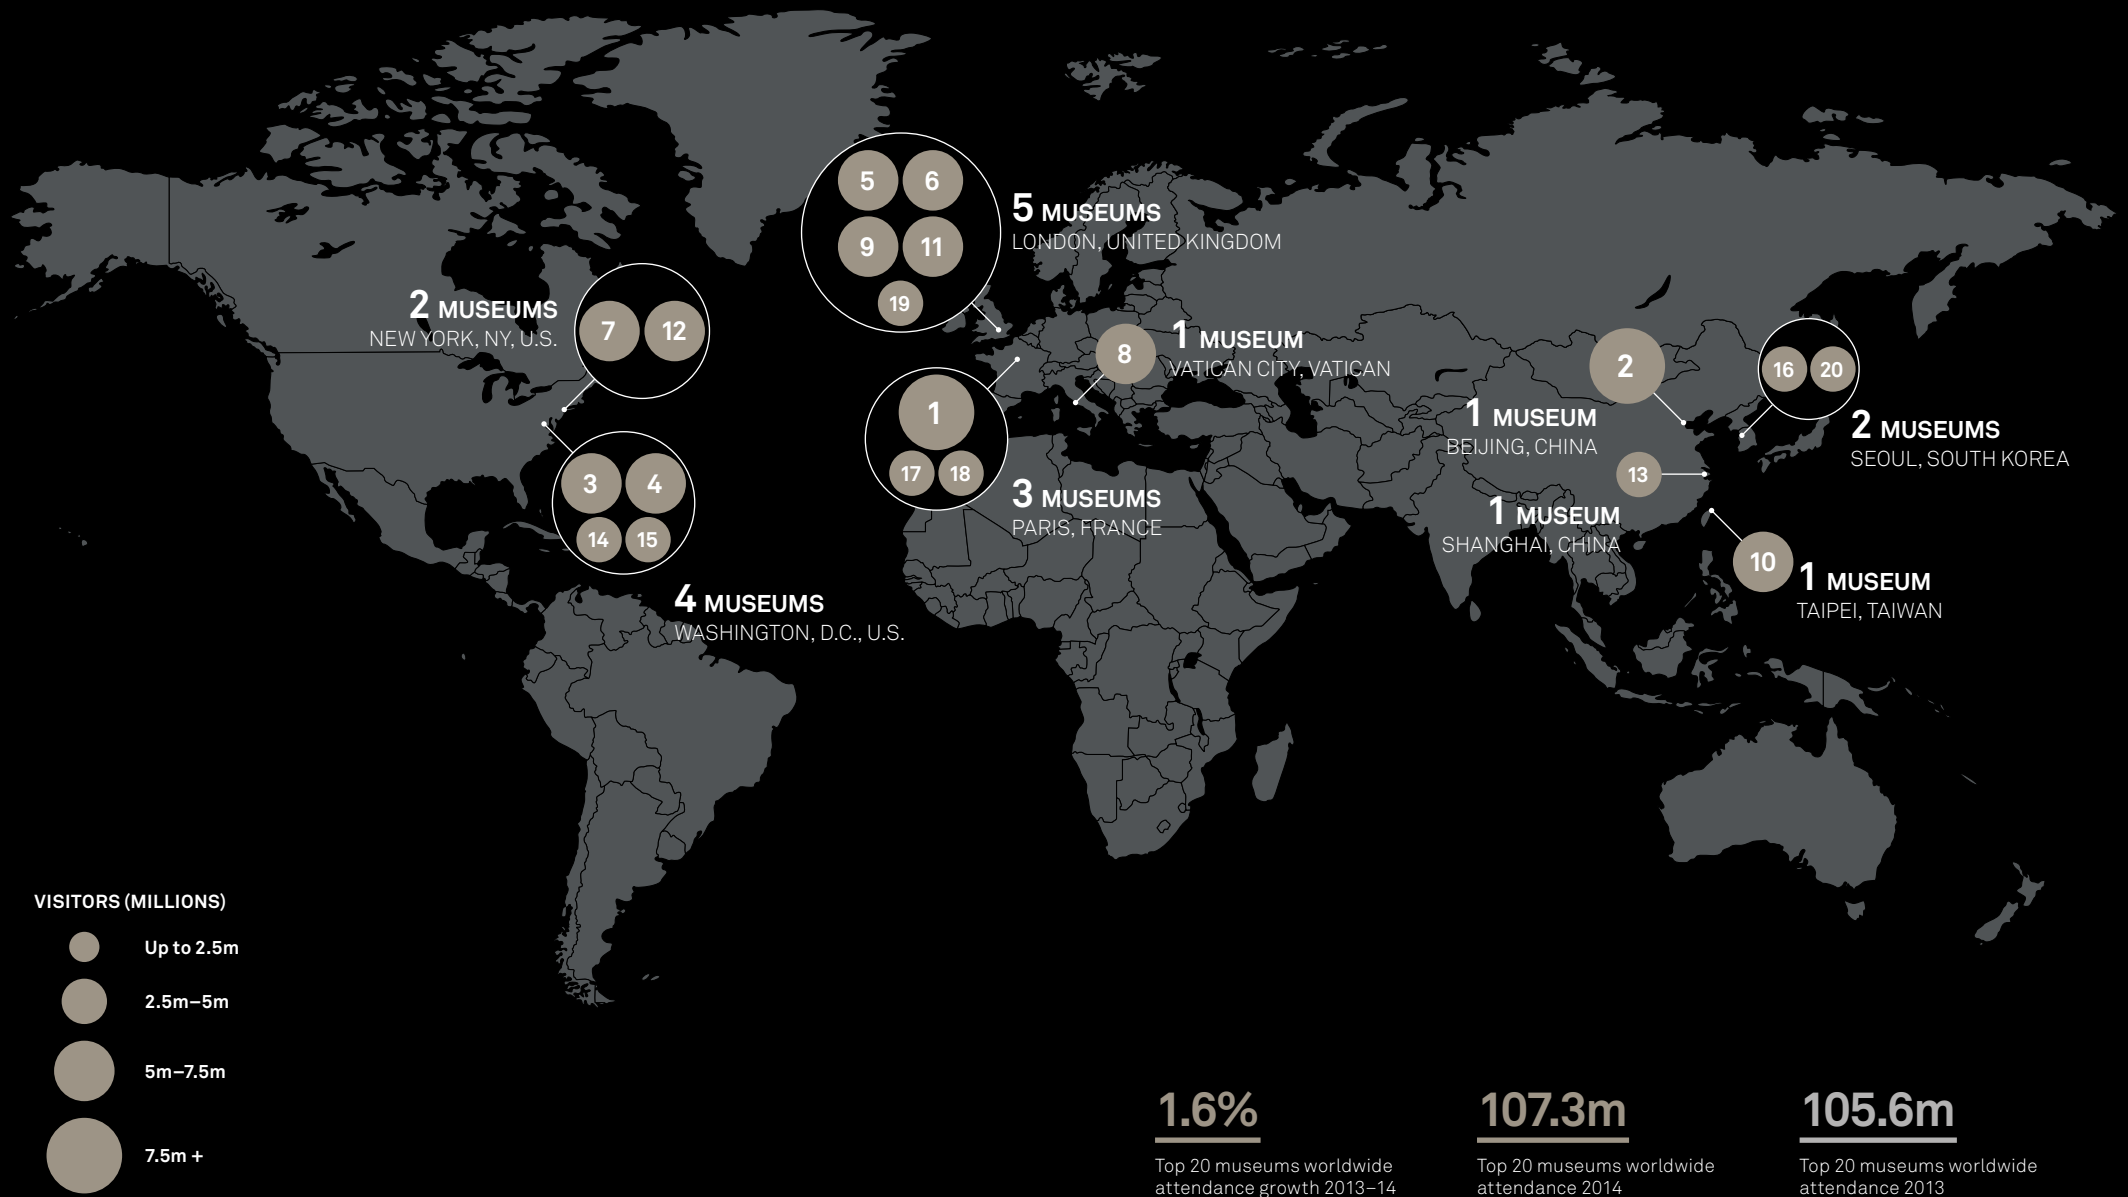 5 6
9 11
19
5 MUSEUMS
LONDON, UNITED KINGDOM
2 MUSEUMS
NEW YORK, NY, U.S.
7 12
8
1 MUSEUM
VATICAN CITY, VATICAN
2
1 MUSEUM
BEIJING, CHINA
16 20
2 MUSEUMS
SEOUL, SOUTH KOREA
1
17 18
3 MUSEUMS
PARIS, FRANCE
3 4
14 15
4 MUSEUMS
WASHINGTON, D.C., U.S.
13
1 MUSEUM
SHANGHAI, CHINA
10
1 MUSEUM
TAIPEI, TAIWAN
VISITORS (MILLIONS)
Up to 2.5m
2.5m–5m
5m–7.5m
7.5m +
1.6%
Top 20 museums worldwide
attendance growth 2013–14
107.3m
Top 20 museums worldwide
attendance 2014
105.6m
Top 20 museums worldwide
attendance 2013